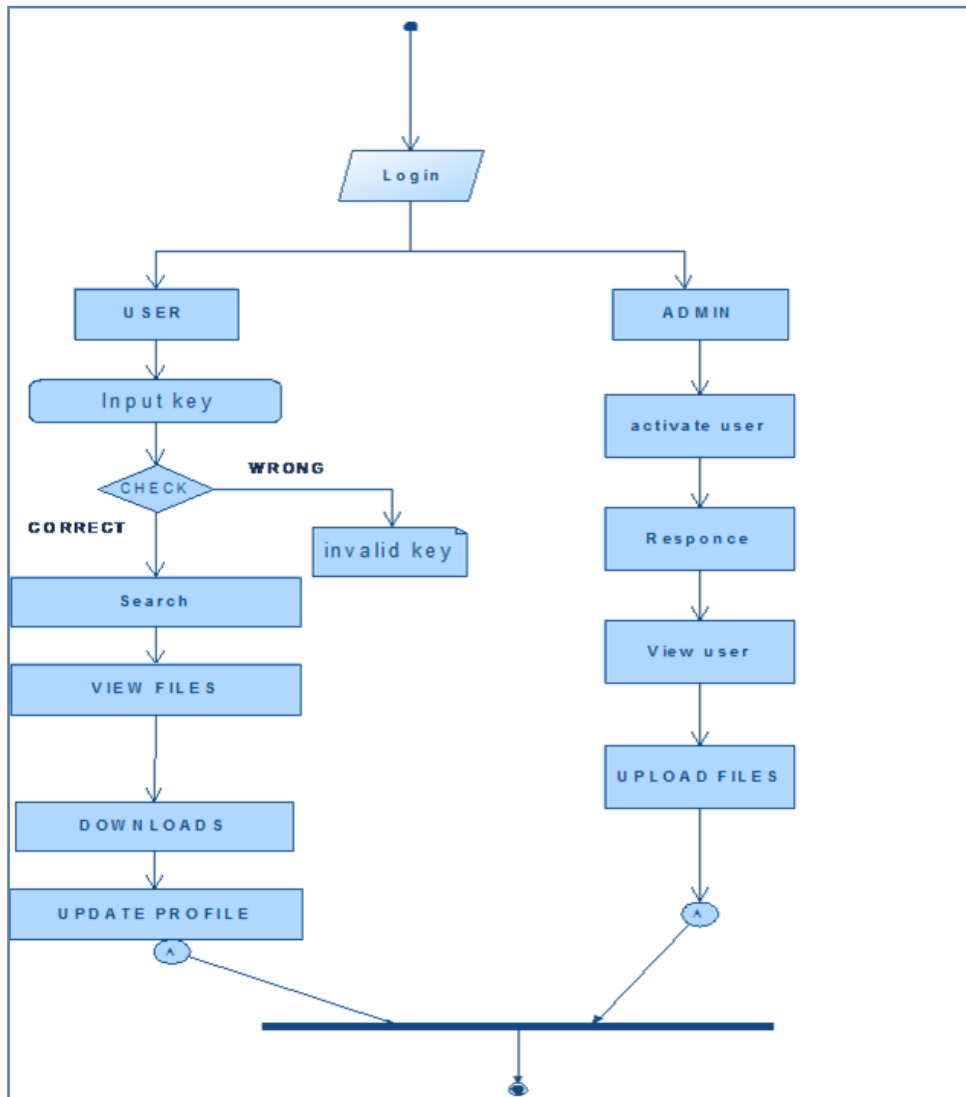 Login
USER
ADMIN
Input key
activate user
WRONG
CHECK
CORRECT
Responce
invalid key
Search
View user
VIEW FILES
UPLOAD FILES
DOWNLOADS
UPDATE PROFILE
A
A